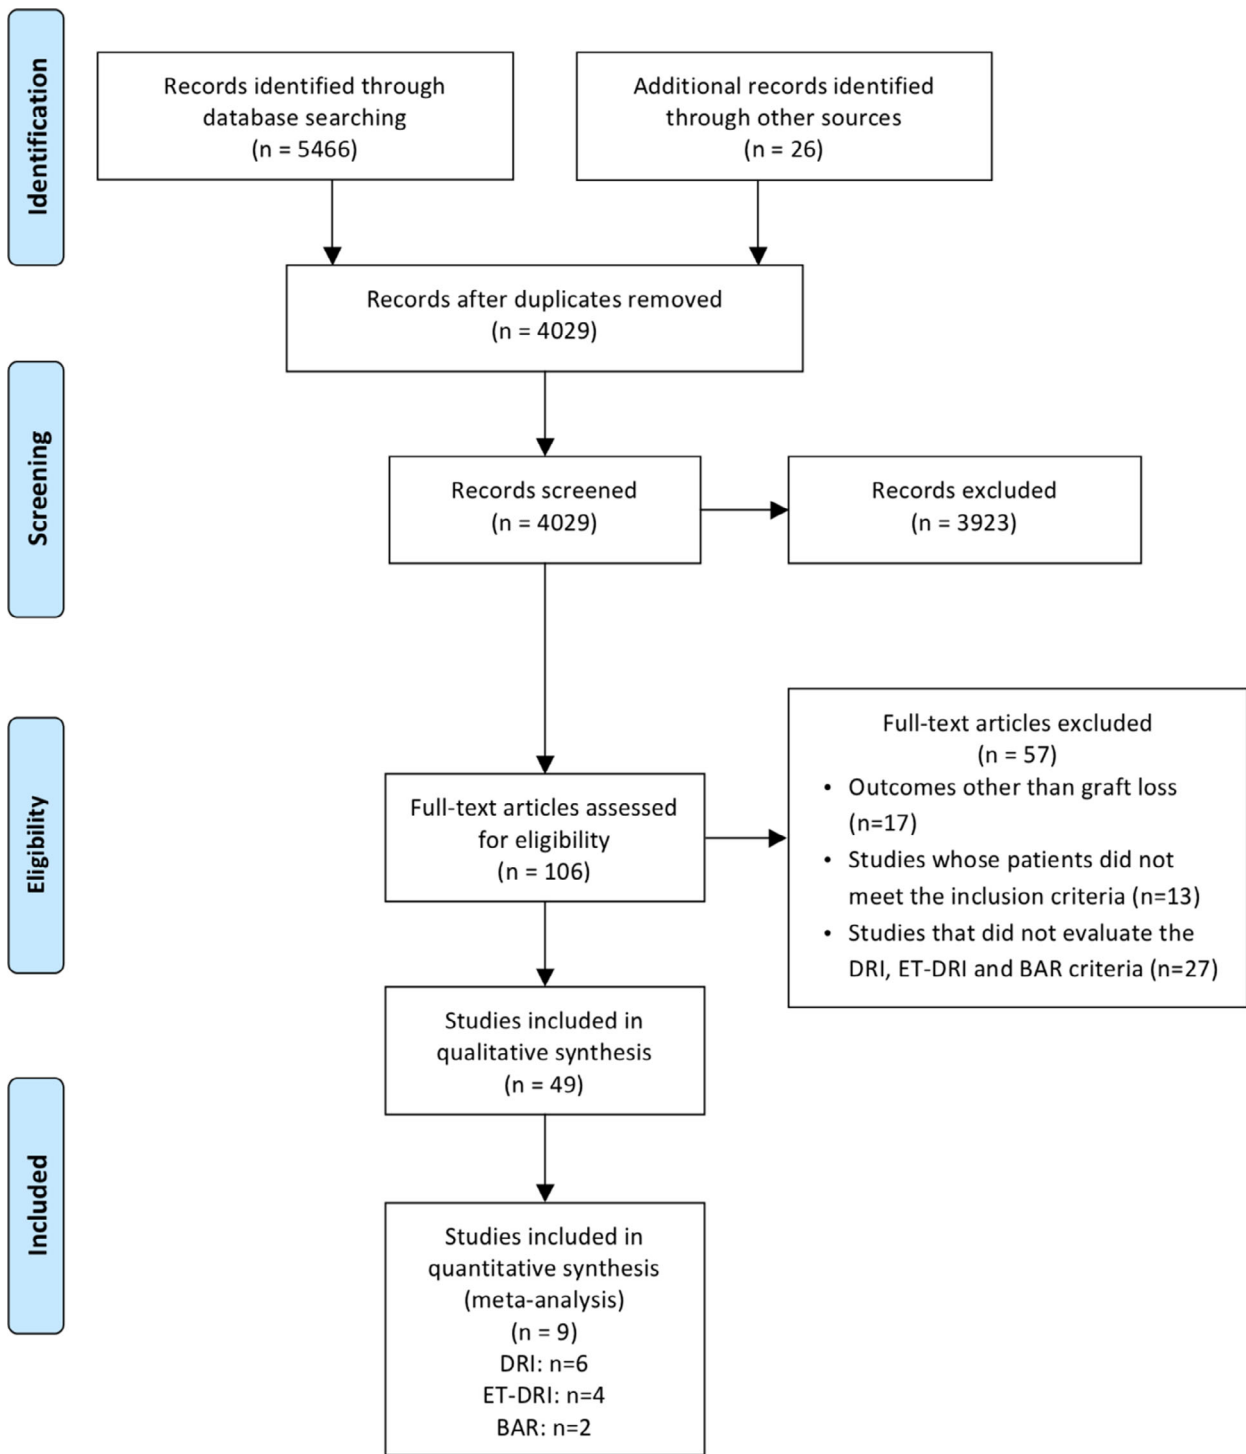 Identification
Records identified through
database searching
(n = 5466)
Additional records identified
through other sources
(n = 26)
Records after duplicates removed
(n = 4029)
Screening
Records screened
(n = 4029)
Records excluded
(n = 3923)
Eligibility
Full-text articles assessed
for eligibility
(n = 106)
Full-text articles excluded
(n = 57)
• Outcomes other than graft loss
(n=17)
• Studies whose patients did not
meet the inclusion criteria (n=13)
• Studies that did not evaluate the
DRI, ET-DRI and BAR criteria (n=27)
Studies included in
qualitative synthesis
(n = 49)
Included
Studies included in
quantitative synthesis
(meta-analysis)
(n = 9)
DRI: n=6
ET-DRI: n=4
BAR: n=2